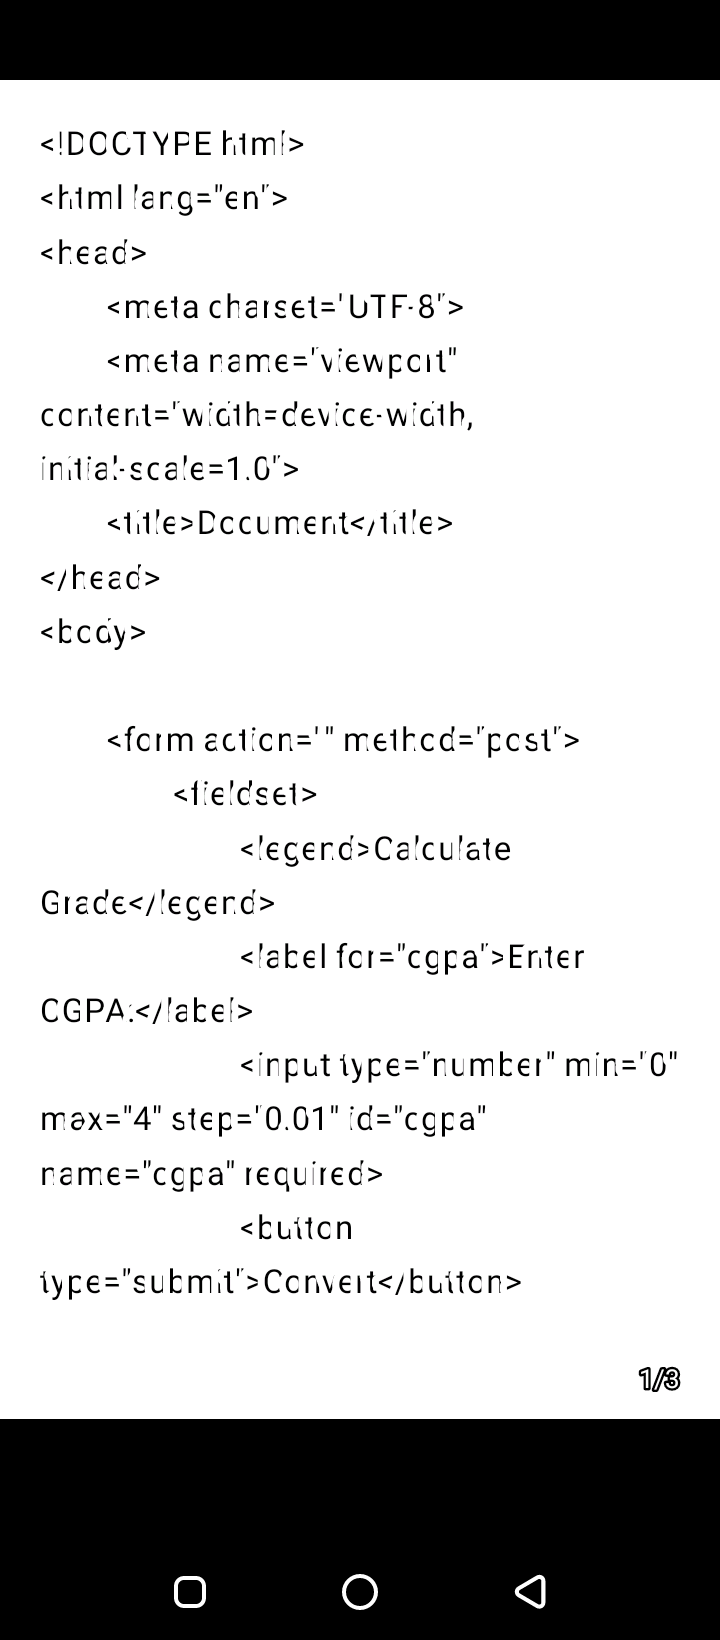 <!DOCTYPE html>
<html lang="en">
<head>
<meta charset="UTF-8">
<meta name="viewport"
content="width=device-width,
initial-scale=1.0">
<title>Document</title>
</head>
<body>
<form action="" method="post">
<fieldset>
<legend>Calculate
Grade</legend>
<label for="cgpa">Enter
CGPA:</label>
<input type="number" min="0"
max="4" step="0.01" id="cgpa"
name="cgpa" required>
<button
type="submit">Convert</button>
1/3